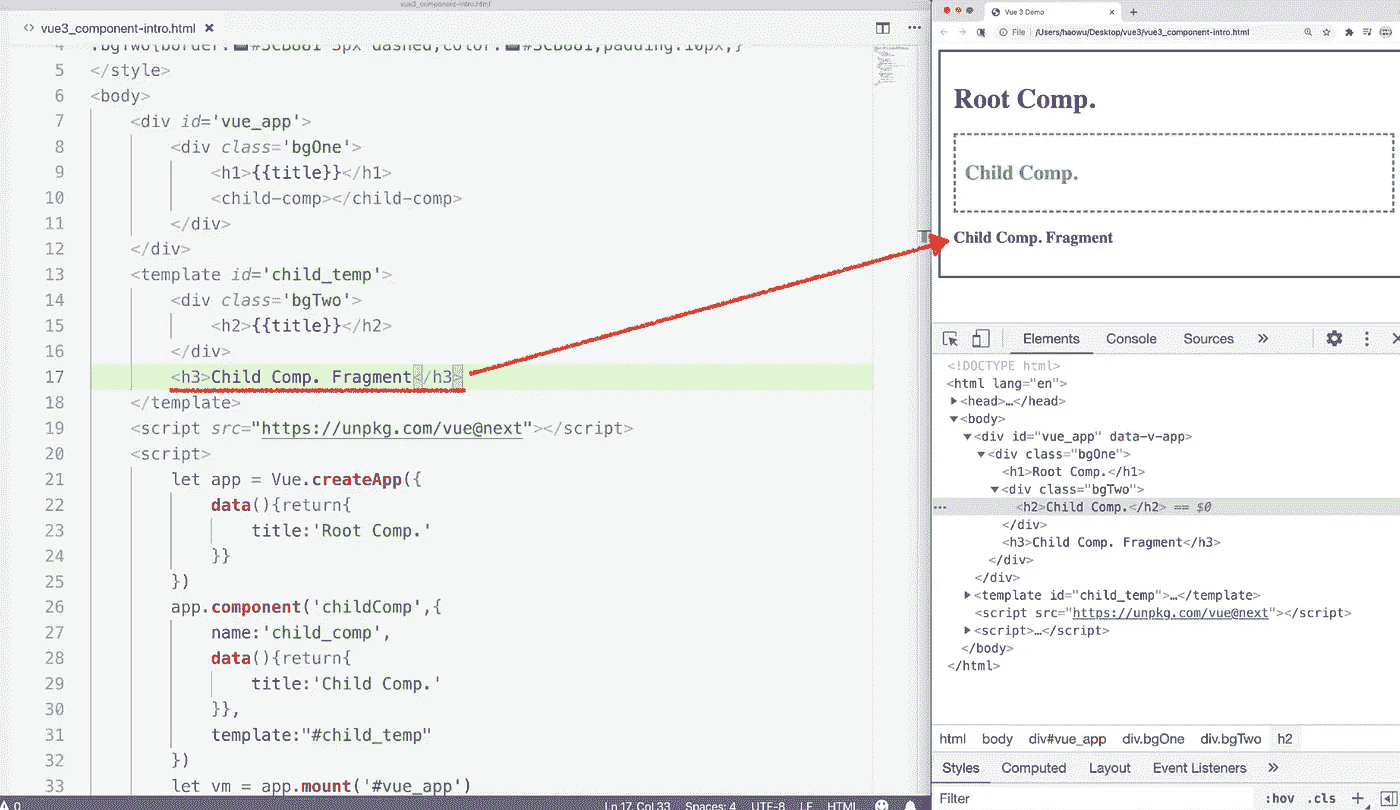 vue3_component-intro.html
vue3_component-intro.html
4 .bgTwo{border:#3CB881 3px dashed;color:#3CB881;padding:10px;}
5 </style>
6 <body>
7 <div id='vue_app'>
8 <div class='bgOne'>
9 <h1>{{title}}</h1>
10 <child-comp></child-comp>
11 </div>
12 </div>
13 <template id='child_temp'>
14 <div class='bgTwo'>
15 <h2>{{title}}</h2>
16 </div>
17 <h3>Child Comp. Fragment</h3>
18 </template>
19 <script src="https://unpkg.com/vue@next"></script>
20 <script>
21 let app = Vue.createApp({
22 data(){return{
23 title:'Root Comp.'
24 }}
25 })
26 app.component('childComp',{
27 name:'child_comp',
28 data(){return{
29 title:'Child Comp.'
30 }},
31 template:"#child_temp"
32 })
33 let vm = app.mount('#vue_app')
0 Ln 17, Col 33 Spaces: 4 UTF-8 LF HTML
Vue 3 Demo
File /Users/haowu/Desktop/vue3/vue3_component-intro.html
Root Comp.
Child Comp.
Child Comp. Fragment
Elements Console Sources »
<!DOCTYPE html>
<html lang="en">
<head>…</head>
<body>
<div id="vue_app" data-v-app>
<div class="bgOne">
<h1>Root Comp.</h1>
<div class="bgTwo">
<h2>Child Comp.</h2> == $0
</div>
<h3>Child Comp. Fragment</h3>
</div>
</div>
<template id="child_temp">…</template>
<script src="https://unpkg.com/vue@next"></script>
<script>…</script>
</body>
</html>
html body div#vue_app div.bgOne div.bgTwo h2
Styles Computed Layout Event Listeners »
Filter :hov .cls +